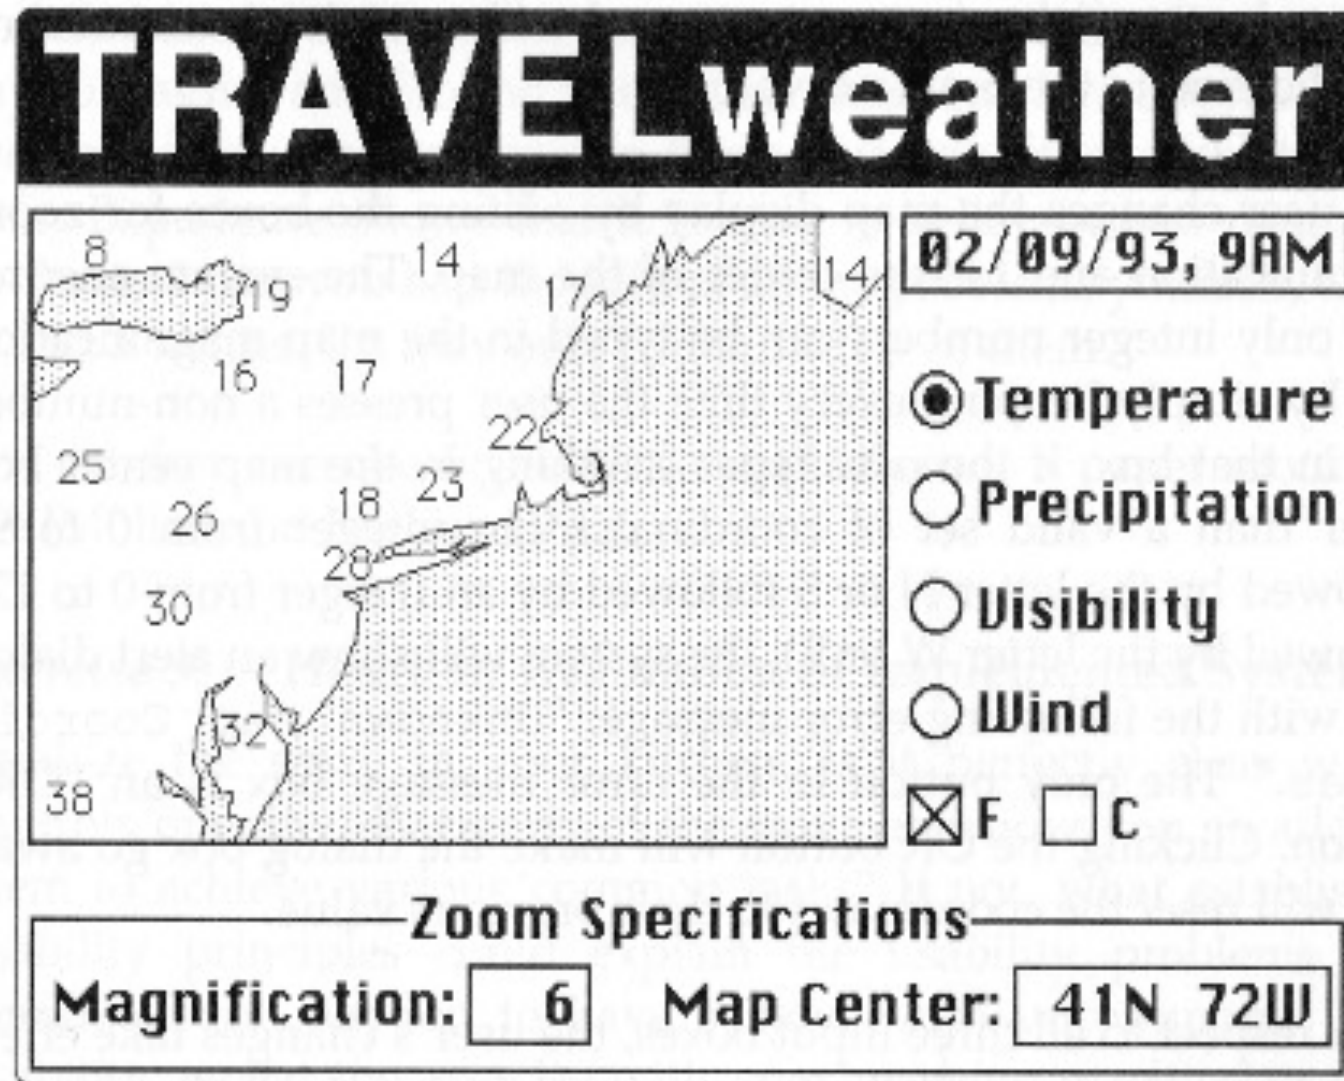 TRAVELweather
8 14 14
19 17
16 17
22
25 23
26 18
28
30
32
38
02/09/93, 9AM
Temperature
Precipitation
Visibility
Wind
F C
Zoom Specifications
Magnification: 6 Map Center: 41N 72W